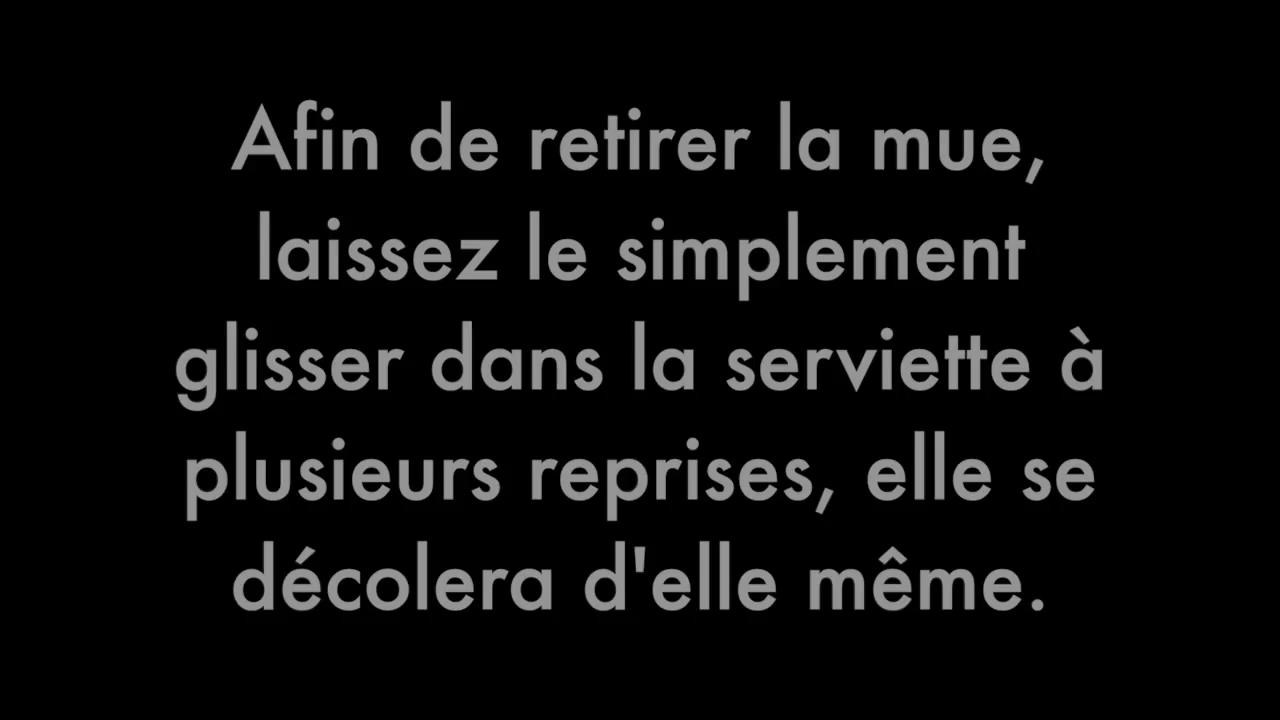 Afin de retirer la mue,
laissez le simplement
glisser dans la serviette à
plusieurs reprises, elle se
décolera d'elle même.